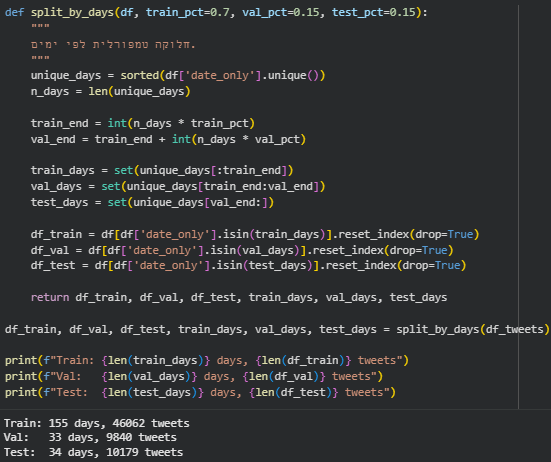 def split_by_days(df, train_pct=0.7, val_pct=0.15, test_pct=0.15):
    """
    חלוקה טמפורלית לפי ימים.
    """
    unique_days = sorted(df['date_only'].unique())
    n_days = len(unique_days)

    train_end = int(n_days * train_pct)
    val_end = train_end + int(n_days * val_pct)

    train_days = set(unique_days[:train_end])
    val_days = set(unique_days[train_end:val_end])
    test_days = set(unique_days[val_end:])

    df_train = df[df['date_only'].isin(train_days)].reset_index(drop=True)
    df_val = df[df['date_only'].isin(val_days)].reset_index(drop=True)
    df_test = df[df['date_only'].isin(test_days)].reset_index(drop=True)

    return df_train, df_val, df_test, train_days, val_days, test_days

df_train, df_val, df_test, train_days, val_days, test_days = split_by_days(df_tweets)

print(f"Train: {len(train_days)} days, {len(df_train)} tweets")
print(f"Val:   {len(val_days)} days, {len(df_val)} tweets")
print(f"Test:  {len(test_days)} days, {len(df_test)} tweets")
Train: 155 days, 46062 tweets
Val:   33 days, 9840 tweets
Test:  34 days, 10179 tweets